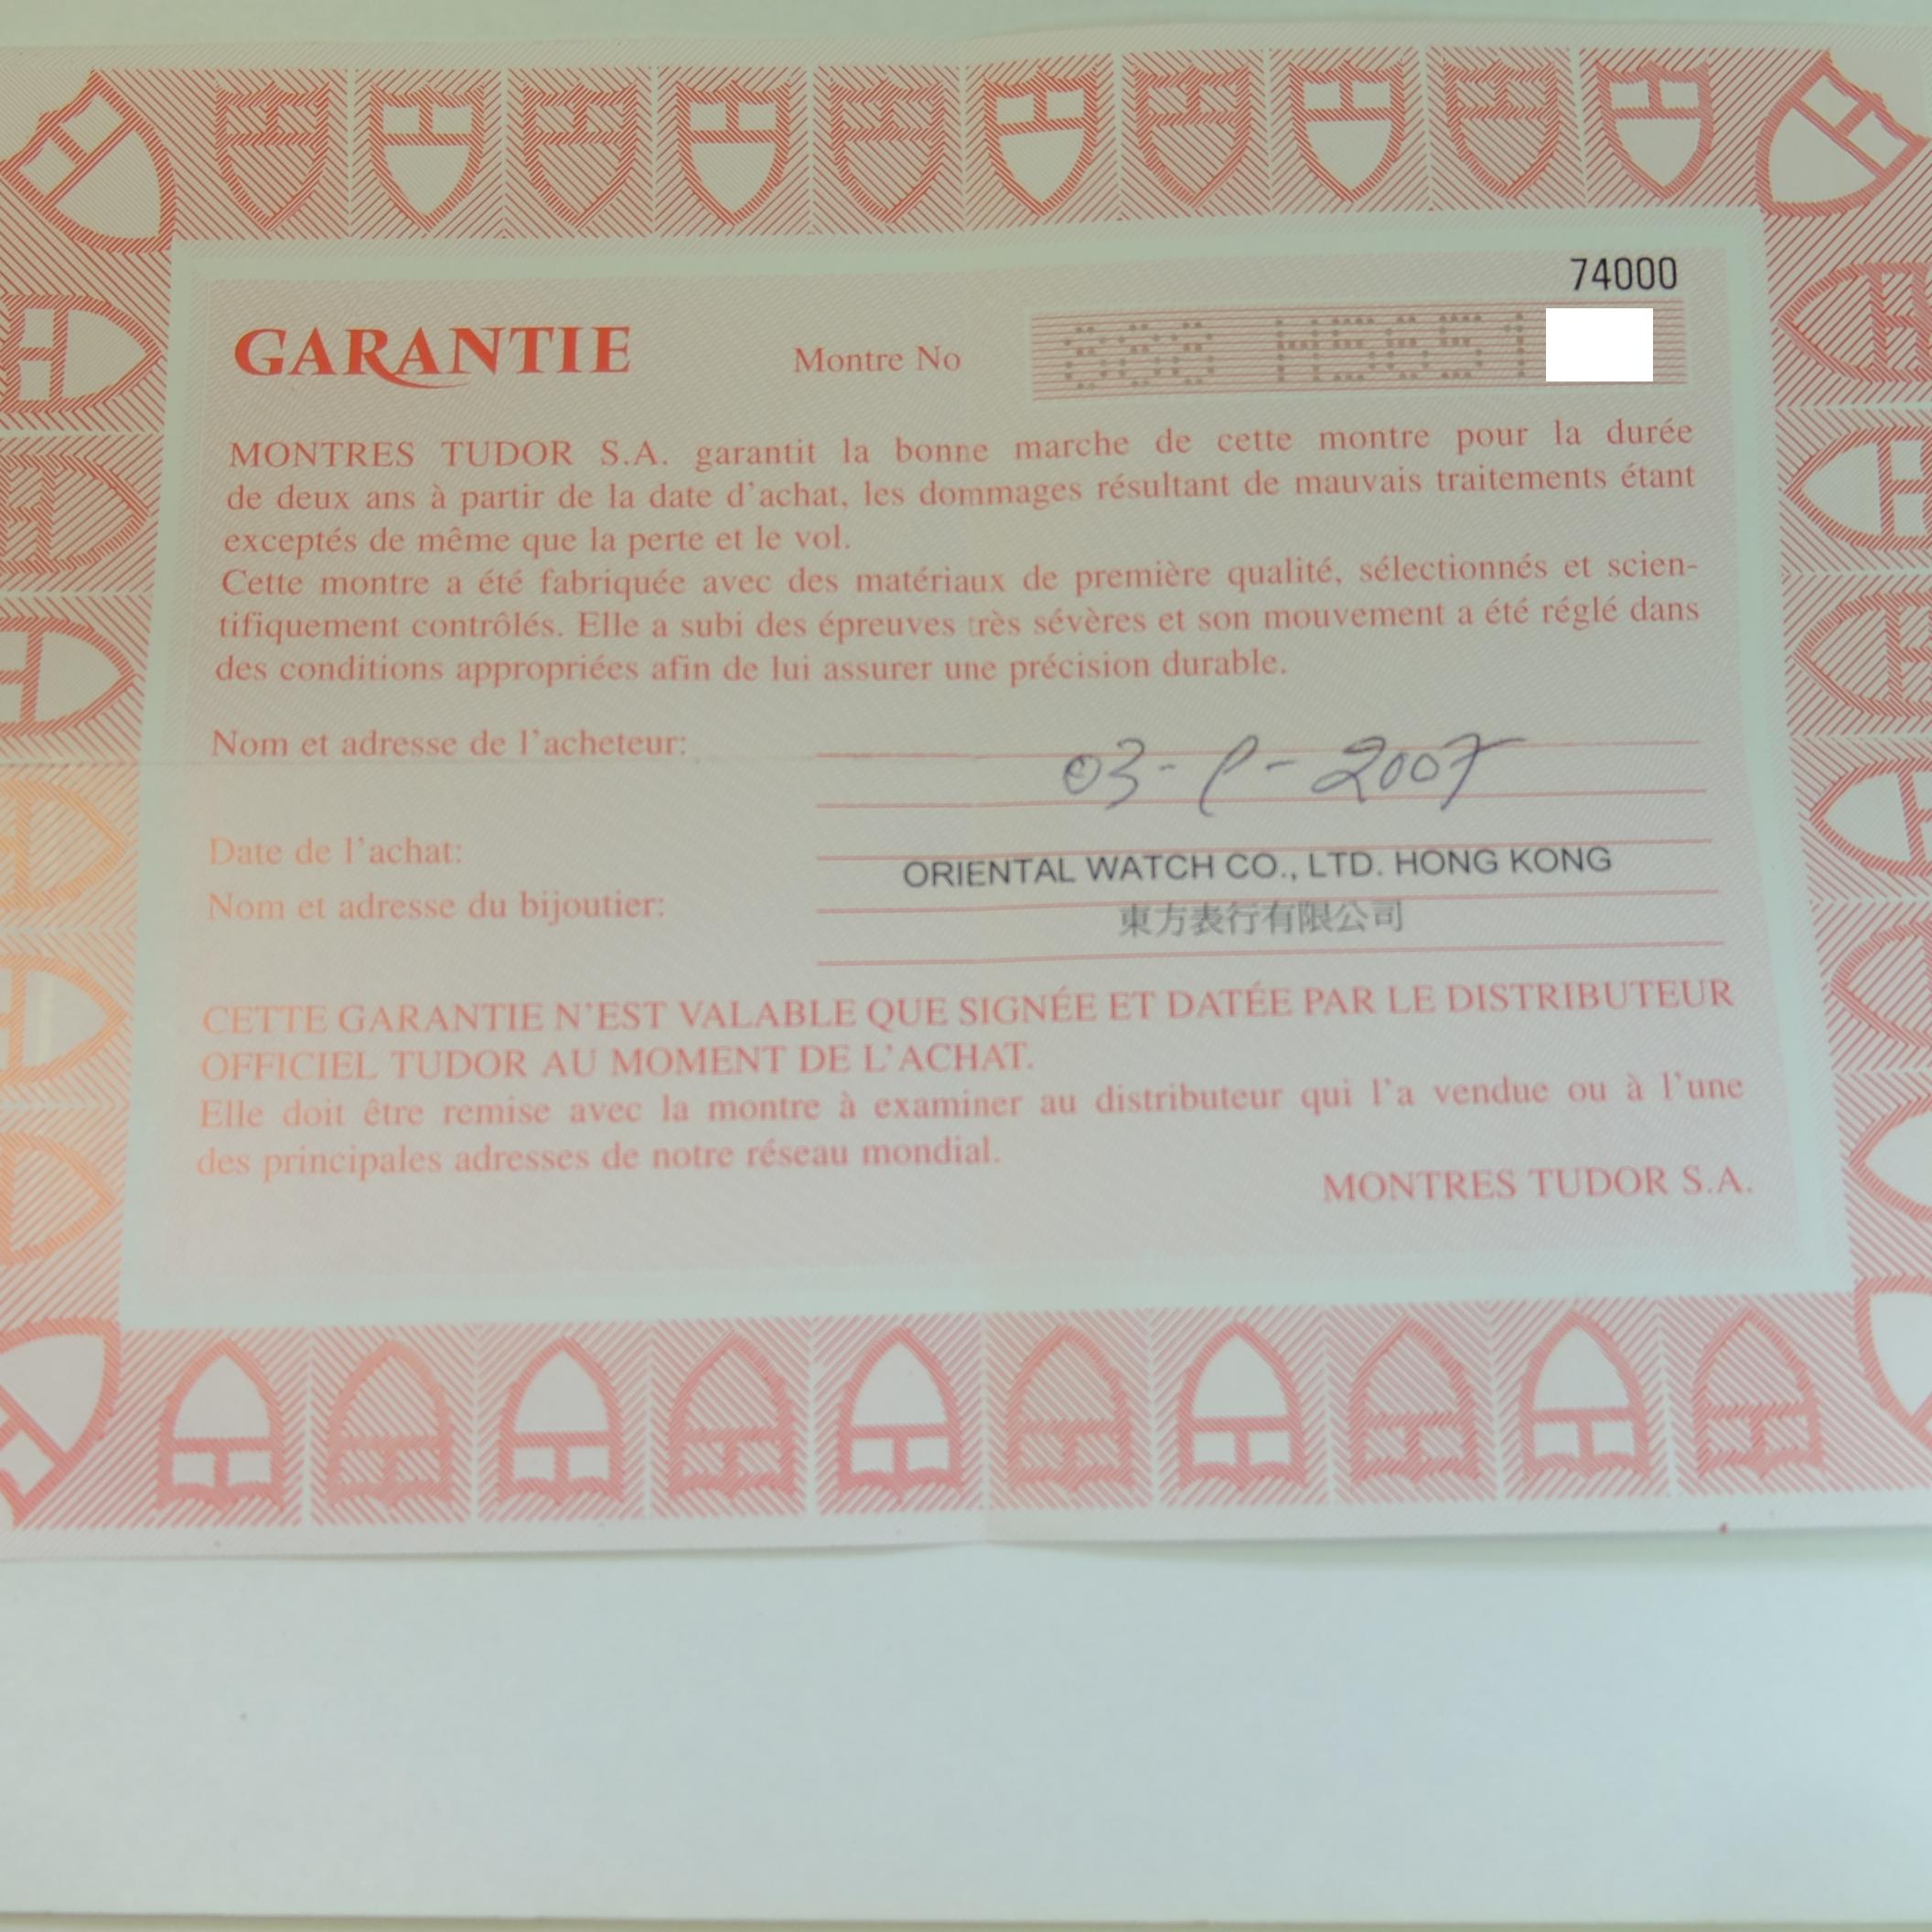 74000
GARANTIE Montre No
MONTRES TUDOR S.A. garantit la bonne marche de cette montre pour la durée
de deux ans à partir de la date d'achat, les dommages résultant de mauvais traitements étant
exceptés de même que la perte et le vol.
Cette montre a été fabriquée avec des matériaux de première qualité, sélectionnés et scien-
tifiquement contrôlés. Elle a subi des épreuves très sévères et son mouvement a été réglé dans
des conditions appropriées afin de lui assurer une précision durable.
Nom et adresse de l'acheteur:
Date de l'achat:
ORIENTAL WATCH CO., LTD. HONG KONG
Nom et adresse du bijoutier:
東方表行有限公司
CETTE GARANTIE N'EST VALABLE QUE SIGNÉE ET DATÉE PAR LE DISTRIBUTEUR
OFFICIEL TUDOR AU MOMENT DE L'ACHAT.
Elle doit être remise avec la montre à examiner au distributeur qui l'a vendue ou à l'une
des principales adresses de notre réseau mondial.
MONTRES TUDOR S.A.